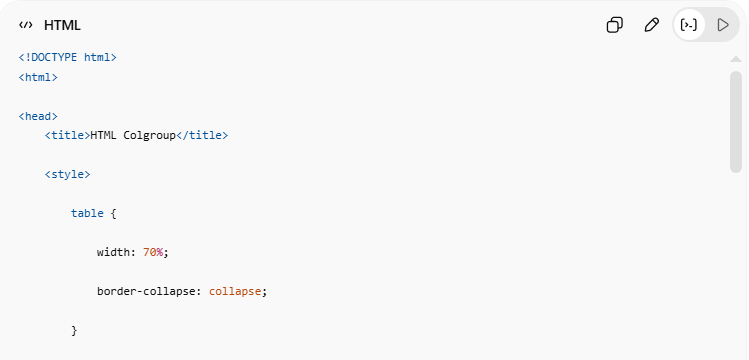 HTML
<!DOCTYPE html>
<html>
<head>
<title>HTML Colgroup</title>
<style>
table {
width: 70%;
border-collapse: collapse;
}